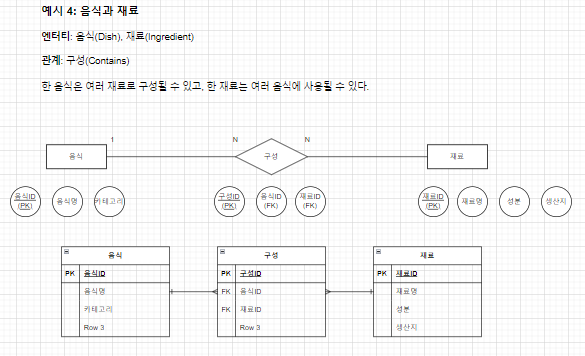 예시 4: 음식과 재료
엔터티: 음식(Dish), 재료(Ingredient)
관계: 구성(Contains)
한 음식은 여러 재료로 구성될 수 있고, 한 재료는 여러 음식에 사용될 수 있다.
1 N N
음식 구성 재료
음식ID (PK)
음식명
카테고리
구성ID (PK)
음식ID (FK)
재료ID (FK)
재료ID (PK)
재료명
성분
생산지
음식
PK 음식ID
음식명
카테고리
Row 3
구성
PK 구성ID
FK 음식ID
FK 재료ID
Row 3
재료
PK 재료ID
재료명
성분
생산지